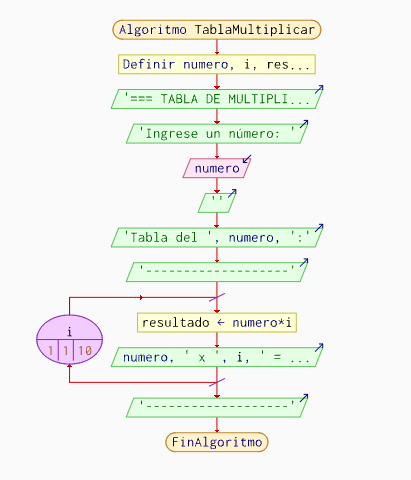 Algoritmo TablaMultiplicar
Definir numero, i, res...
'=== TABLA DE MULTIPLI...
'Ingrese un número: '
numero
''
'Tabla del ', numero, ':'
'-------------------'
i
1 1 10
resultado ← numero*i
numero, ' x ', i, ' = ...
'-------------------'
FinAlgoritmo